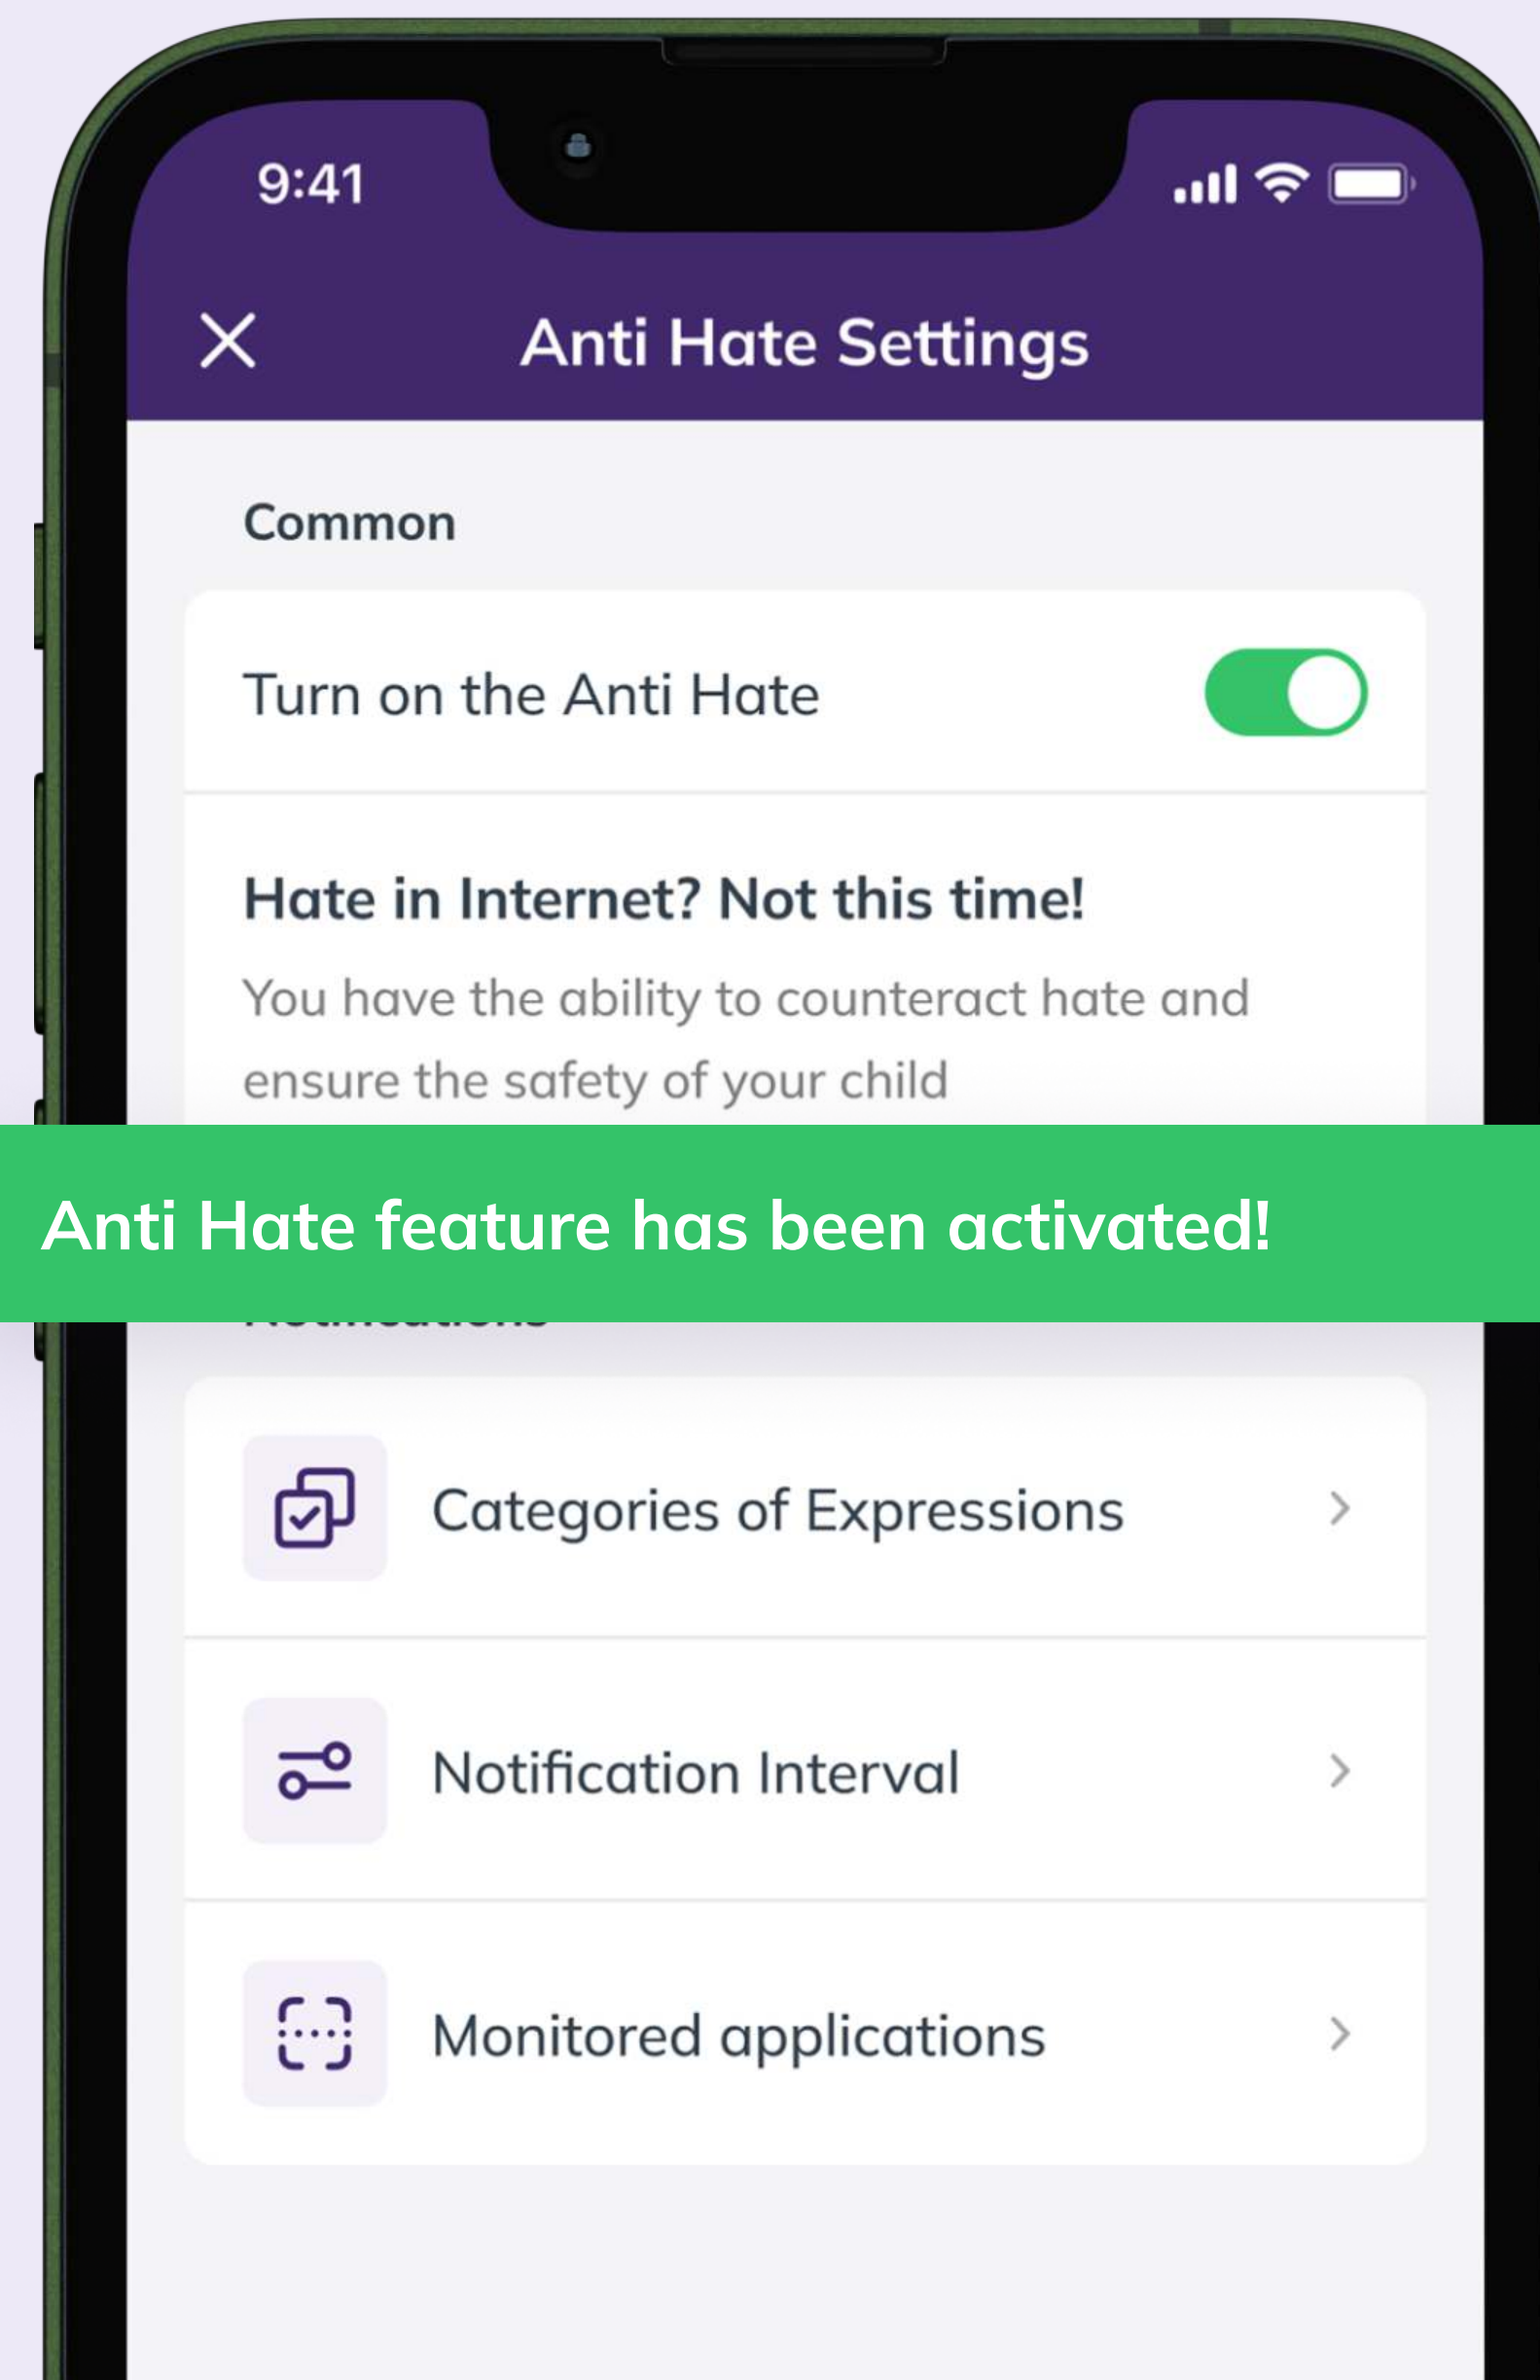 9:41
Anti Hate Settings
Common
Turn on the Anti Hate
Hate in Internet? Not this time!
You have the ability to counteract hate and
ensure the safety of your child
Anti Hate feature has been activated!
Categories of Expressions
Notification Interval
Monitored applications